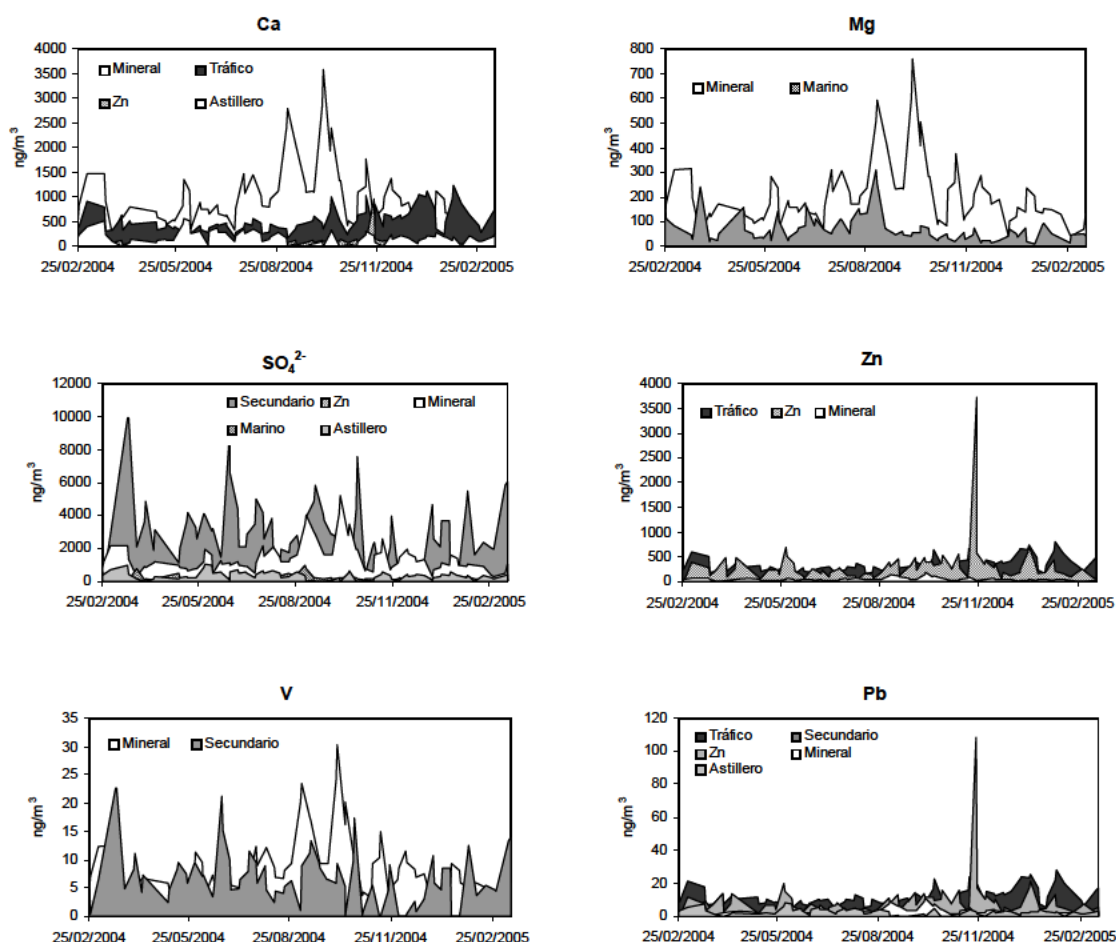 Ca
4000
3500
3000
2500
2000
1500
1000
500
0
ng/m³
Mineral Tráfico
Zn Astillero
25/02/2004 25/05/2004 25/08/2004 25/11/2004 25/02/2005
Mg
800
700
600
500
400
300
200
100
0
ng/m³
Mineral Marino
25/02/2004 25/05/2004 25/08/2004 25/11/2004 25/02/2005
SO₄²⁻
12000
10000
8000
6000
4000
2000
0
ng/m³
Secundario Zn Mineral
Marino Astillero
25/02/2004 25/05/2004 25/08/2004 25/11/2004 25/02/2005
Zn
4000
3500
3000
2500
2000
1500
1000
500
0
ng/m³
Tráfico Zn Mineral
25/02/2004 25/05/2004 25/08/2004 25/11/2004 25/02/2005
V
35
30
25
20
15
10
5
0
ng/m³
Mineral Secundario
25/02/2004 25/05/2004 25/08/2004 25/11/2004 25/02/2005
Pb
120
100
80
60
40
20
0
ng/m³
Tráfico Secundario
Zn Mineral
Astillero
25/02/2004 25/05/2004 25/08/2004 25/11/2004 25/02/2005